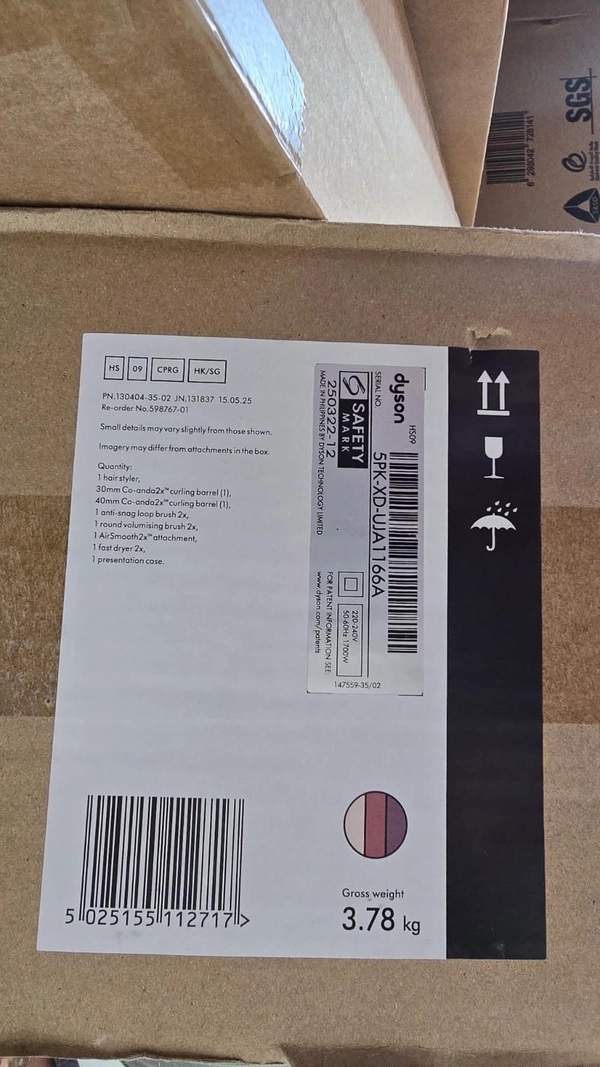 SGS
HS 09 CPRG HK/SG
PN.130404-35-02 JN.131837 15.05.25
Re-order No.598767-01
Small details may vary slightly from those shown.
Imagery may differ from attachments in the box.
Quantity:
1 hair styler,
30mm Co-anda2x™ curling barrel (1),
40mm Co-anda2x™ curling barrel (1),
1 anti-snag loop brush 2x,
1 round volumising brush 2x,
1 AirSmooth2x™ attachment,
1 fast dryer 2x,
1 presentation case.
dyson HS09
SERIAL NO.
5PK-XD-UJA1166A
SAFETY
MARK
250322-12
MADE IN PHILIPPINES BY DYSON TECHNOLOGY LIMITED
220-240V
50-60Hz 1700W
FOR PATENT INFORMATION SEE:
www.dyson.com/patents
147559-35/02
5 025155 112717 >
Gross weight
3.78 kg